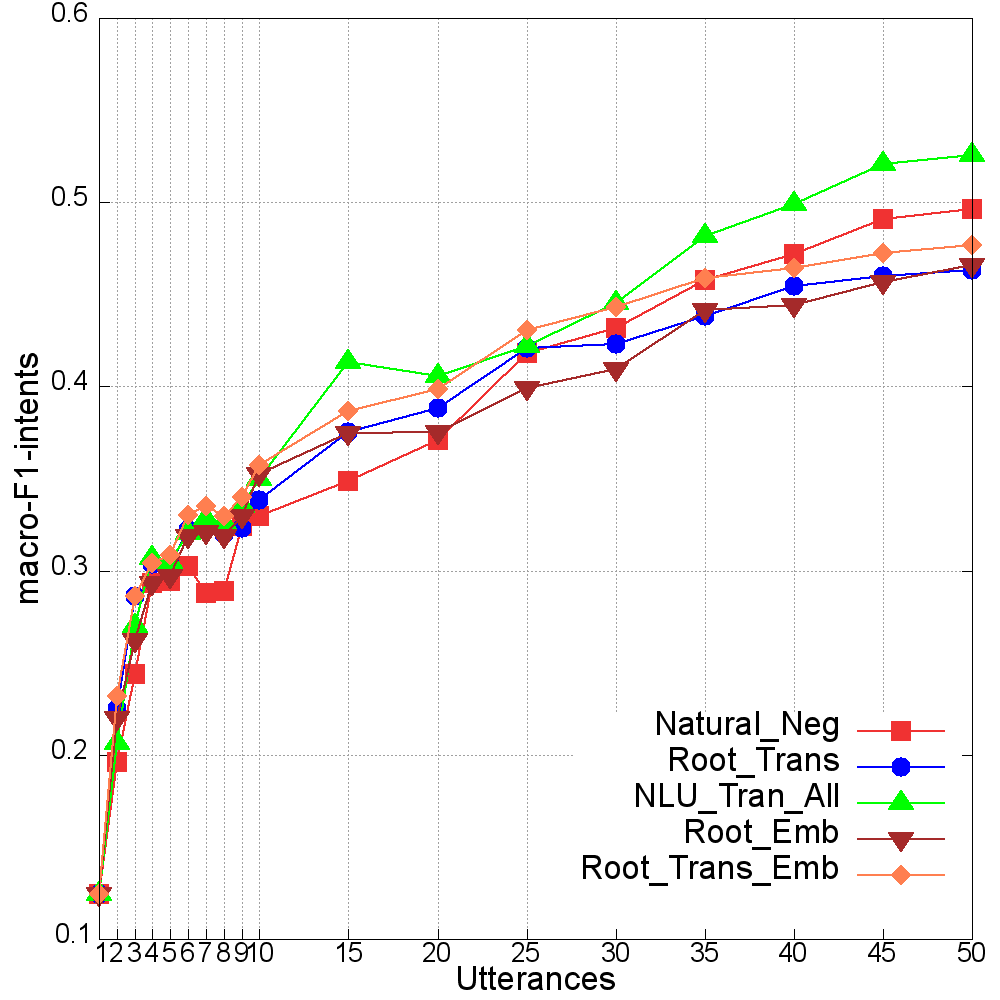 macro-F1-intents
0.6
0.5
0.4
0.3
0.2
0.1
Natural_Neg
Root_Trans
NLU_Tran_All
Root_Emb
Root_Trans_Emb
1 2 3 4 5 6 7 8 9 10 15 20 25 30 35 40 45 50
Utterances